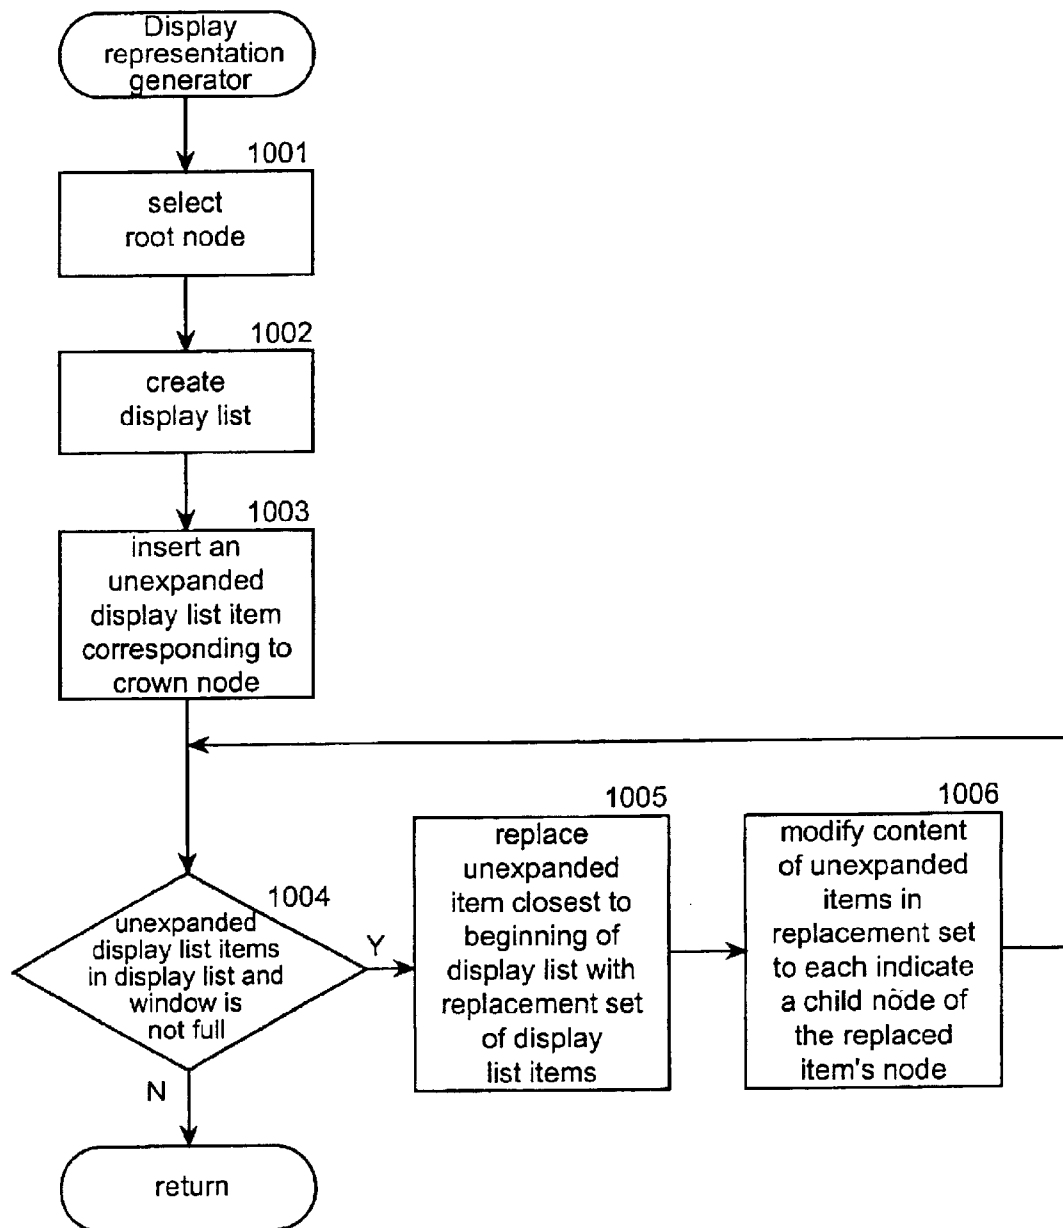 Display
representation
generator
1001
select
root node
1002
create
display list
1003
insert an
unexpanded
display list item
corresponding to
crown node
1004
unexpanded
display list items
in display list and
window is
not full
Y
N
1005
replace
unexpanded
item closest to
beginning of
display list with
replacement set
of display
list items
1006
modify content
of unexpanded
items in
replacement set
to each indicate
a child node of
the replaced
item's node
return